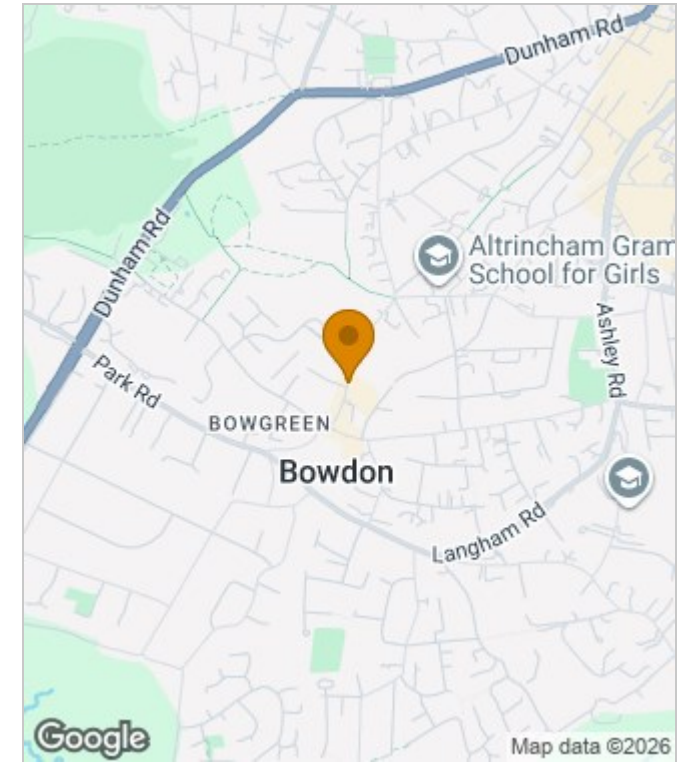 Dunham Rd
Altrincham Gram
School for Girls
Dunham Rd
Ashley Rd
Park Rd
BOWGREEN
Bowdon
Langham Rd
Google
Map data ©2026